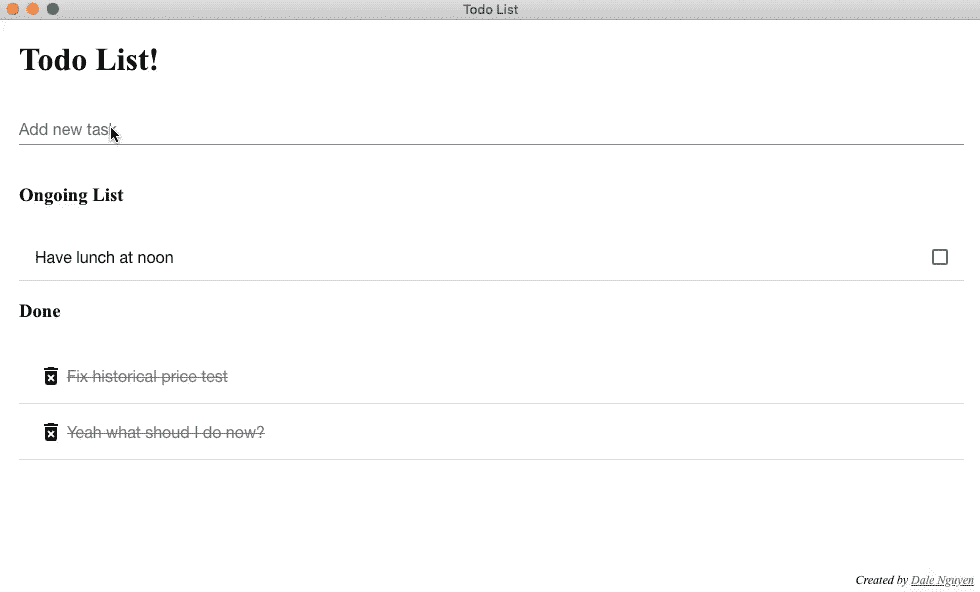 Todo List
Todo List!
Add new task
Ongoing List
Have lunch at noon
Done
Fix historical price test
Yeah what shoud I do now?
Created by Dale Nguyen